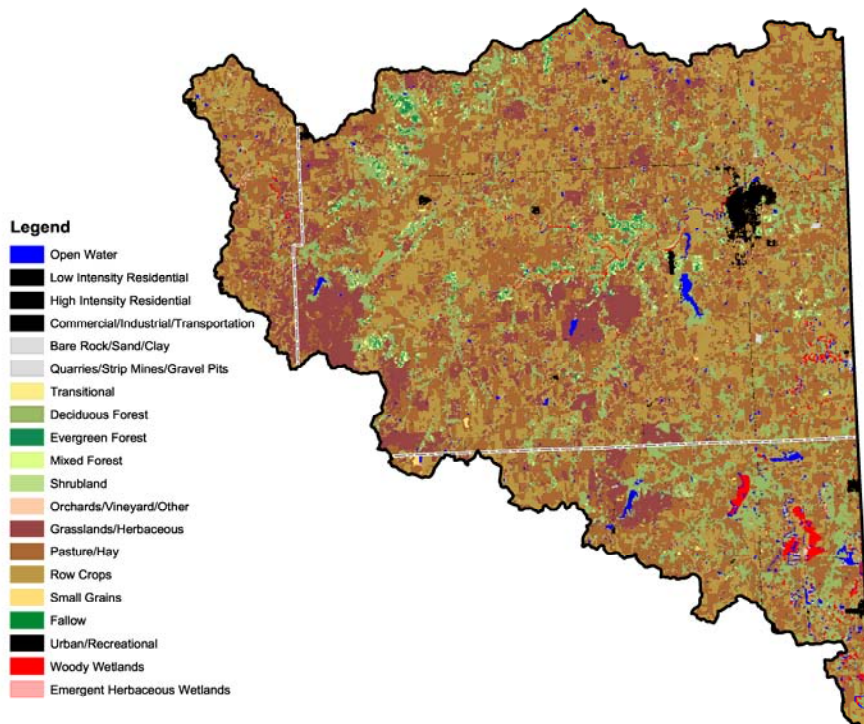 Legend
Open Water
Low Intensity Residential
High Intensity Residential
Commercial/Industrial/Transportation
Bare Rock/Sand/Clay
Quarries/Strip Mines/Gravel Pits
Transitional
Deciduous Forest
Evergreen Forest
Mixed Forest
Shrubland
Orchards/Vineyard/Other
Grasslands/Herbaceous
Pasture/Hay
Row Crops
Small Grains
Fallow
Urban/Recreational
Woody Wetlands
Emergent Herbaceous Wetlands